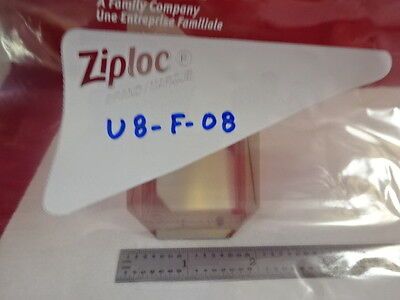 A Family Company
Une Entreprise Familiale
Ziploc®
U8-F-08
1 2